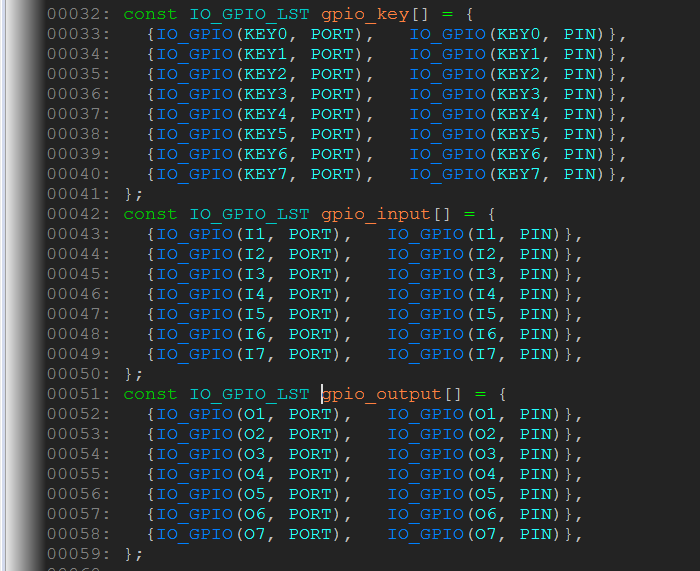 00032: const IO_GPIO_LST gpio_key[] = {
00033:   {IO_GPIO(KEY0, PORT),   IO_GPIO(KEY0, PIN)},
00034:   {IO_GPIO(KEY1, PORT),   IO_GPIO(KEY1, PIN)},
00035:   {IO_GPIO(KEY2, PORT),   IO_GPIO(KEY2, PIN)},
00036:   {IO_GPIO(KEY3, PORT),   IO_GPIO(KEY3, PIN)},
00037:   {IO_GPIO(KEY4, PORT),   IO_GPIO(KEY4, PIN)},
00038:   {IO_GPIO(KEY5, PORT),   IO_GPIO(KEY5, PIN)},
00039:   {IO_GPIO(KEY6, PORT),   IO_GPIO(KEY6, PIN)},
00040:   {IO_GPIO(KEY7, PORT),   IO_GPIO(KEY7, PIN)},
00041: };
00042: const IO_GPIO_LST gpio_input[] = {
00043:   {IO_GPIO(I1, PORT),   IO_GPIO(I1, PIN)},
00044:   {IO_GPIO(I2, PORT),   IO_GPIO(I2, PIN)},
00045:   {IO_GPIO(I3, PORT),   IO_GPIO(I3, PIN)},
00046:   {IO_GPIO(I4, PORT),   IO_GPIO(I4, PIN)},
00047:   {IO_GPIO(I5, PORT),   IO_GPIO(I5, PIN)},
00048:   {IO_GPIO(I6, PORT),   IO_GPIO(I6, PIN)},
00049:   {IO_GPIO(I7, PORT),   IO_GPIO(I7, PIN)},
00050: };
00051: const IO_GPIO_LST gpio_output[] = {
00052:   {IO_GPIO(O1, PORT),   IO_GPIO(O1, PIN)},
00053:   {IO_GPIO(O2, PORT),   IO_GPIO(O2, PIN)},
00054:   {IO_GPIO(O3, PORT),   IO_GPIO(O3, PIN)},
00055:   {IO_GPIO(O4, PORT),   IO_GPIO(O4, PIN)},
00056:   {IO_GPIO(O5, PORT),   IO_GPIO(O5, PIN)},
00057:   {IO_GPIO(O6, PORT),   IO_GPIO(O6, PIN)},
00058:   {IO_GPIO(O7, PORT),   IO_GPIO(O7, PIN)},
00059: };